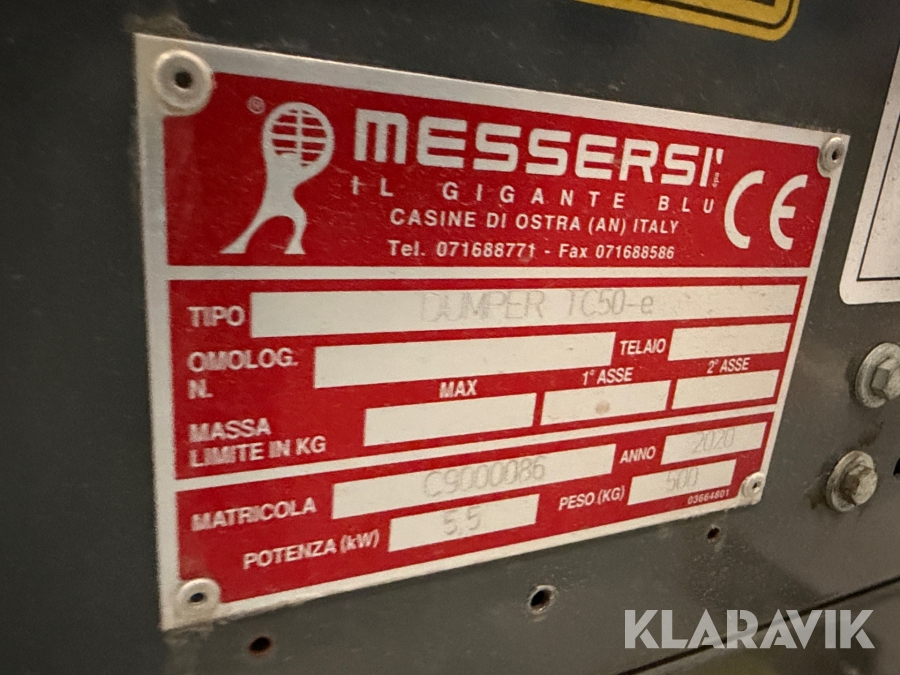 ®
MESSERSI' spa
IL GIGANTE BLU
CASINE DI OSTRA (AN) ITALY
Tel. 071688771 - Fax 071688586
CE
TIPO DUMPER TC50-e
OMOLOG. N. TELAIO
MASSA LIMITE IN KG MAX 1° ASSE 2° ASSE
MATRICOLA C9000086 ANNO 2020
POTENZA (kW) 5,5 PESO (KG) 500
03664801
KLARAVIK